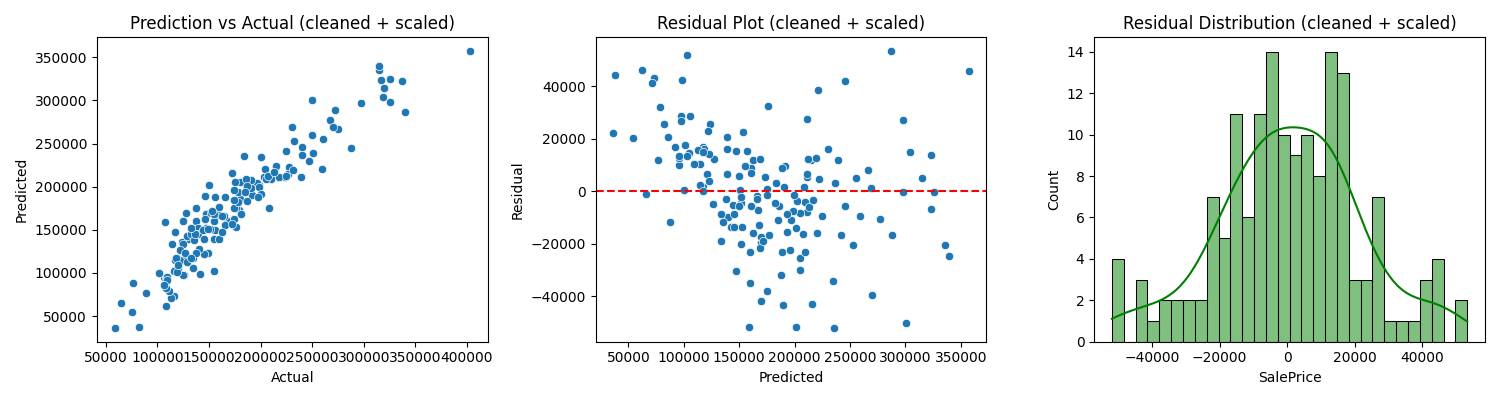 Prediction vs Actual (cleaned + scaled)
350000
300000
250000
200000
150000
100000
50000
Predicted
50000 100000 150000 200000 250000 300000 350000 400000
Actual
Residual Plot (cleaned + scaled)
40000
20000
0
−20000
−40000
Residual
50000 100000 150000 200000 250000 300000 350000
Predicted
Residual Distribution (cleaned + scaled)
14
12
10
8
6
4
2
0
Count
−40000 −20000 0 20000 40000
SalePrice